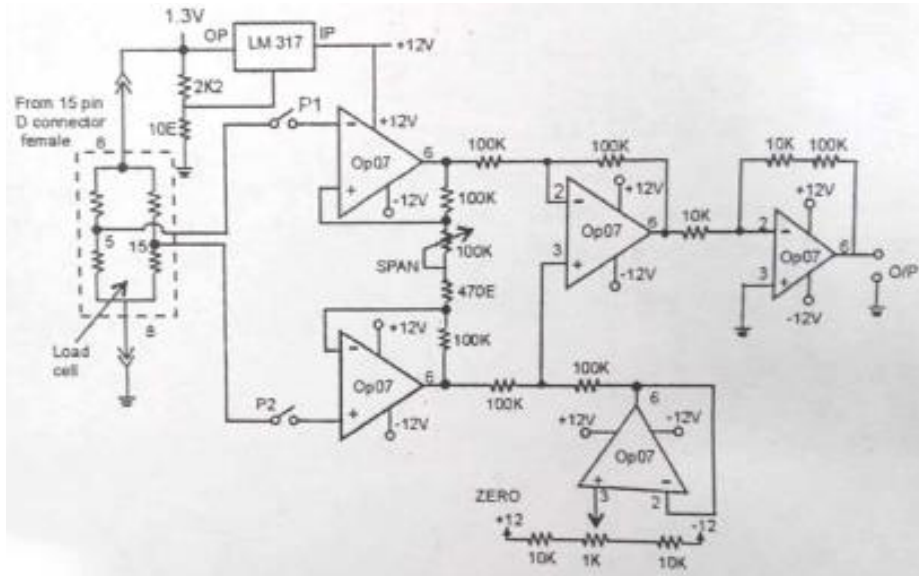 1.3V
OP
LM 317
IP
+12V
2K2
10E
From 15 pin
D connector
female
6
P1
-
+12V
Op07
6
+
-12V
100K
100K
100K
100K
SPAN
470E
100K
5
15
Load
cell
8
P2
-
+12V
Op07
6
+
-12V
100K
100K
2
-
+12V
Op07
6
3
+
-12V
10K
10K
100K
2
-
+12V
Op07
6
3
+
-12V
O/P
6
+12V
-12V
Op07
+
-
3
2
ZERO
+12
-12
10K
1K
10K